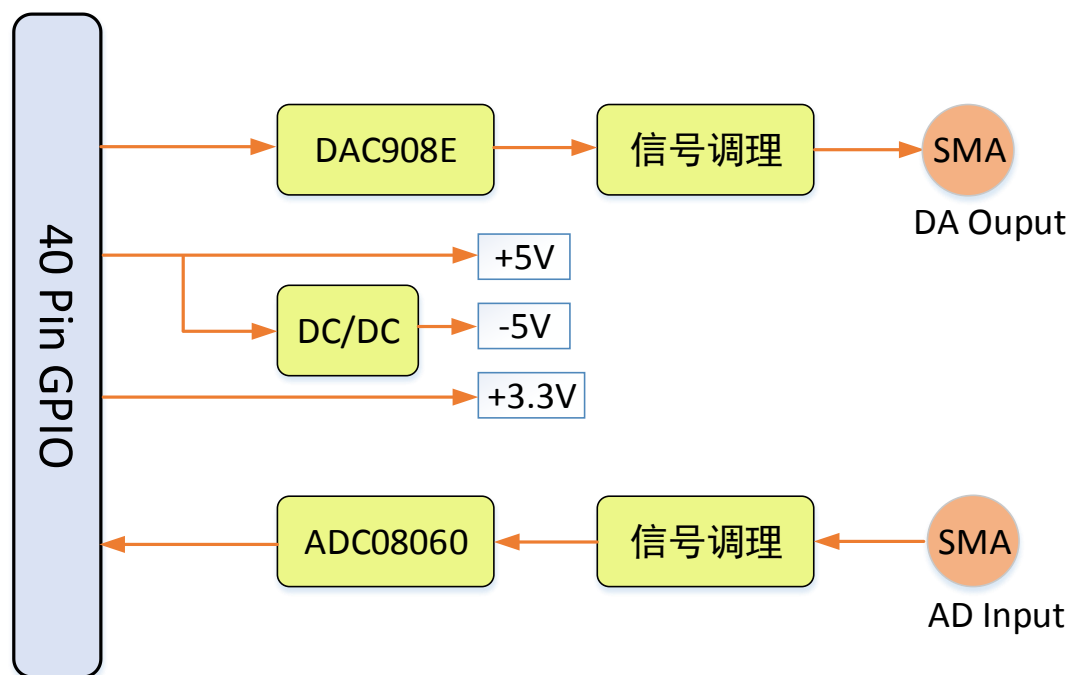 40 Pin GPIO
DAC908E
信号调理
SMA
DA Ouput
+5V
DC/DC
-5V
+3.3V
ADC08060
信号调理
SMA
AD Input